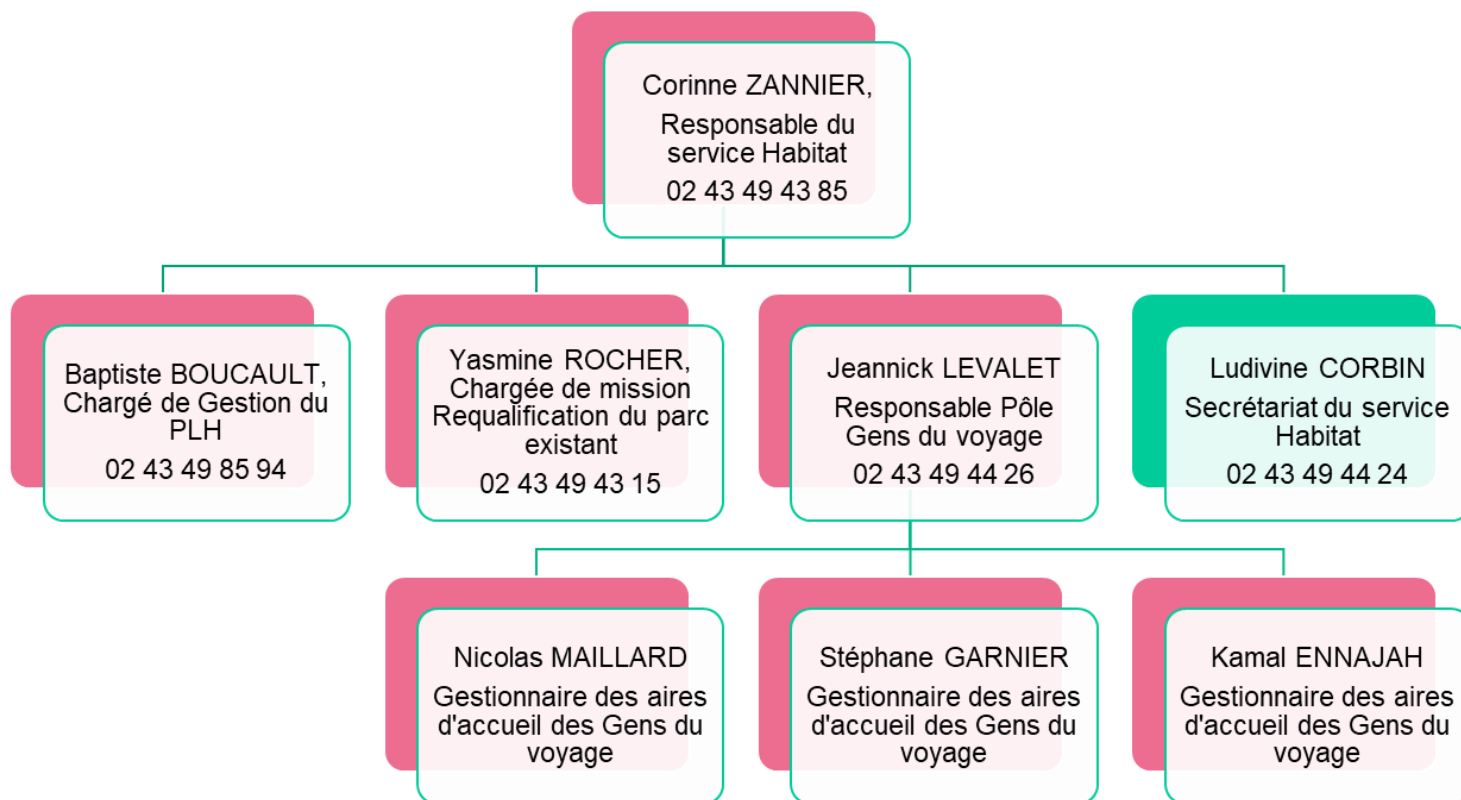 Corinne ZANNIER,
Responsable du
service Habitat
02 43 49 43 85
Baptiste BOUCAULT,
Chargé de Gestion du
PLH
02 43 49 85 94
Yasmine ROCHER,
Chargée de mission
Requalification du parc
existant
02 43 49 43 15
Jeannick LEVALET
Responsable Pôle
Gens du voyage
02 43 49 44 26
Ludivine CORBIN
Secrétariat du service
Habitat
02 43 49 44 24
Nicolas MAILLARD
Gestionnaire des aires
d'accueil des Gens du
voyage
Stéphane GARNIER
Gestionnaire des aires
d'accueil des Gens du
voyage
Kamal ENNAJAH
Gestionnaire des aires
d'accueil des Gens du
voyage